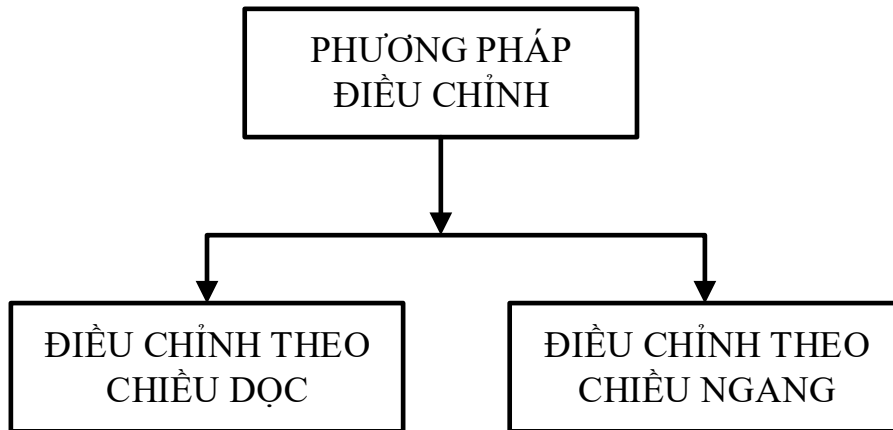 PHƯƠNG PHÁP
ĐIỀU CHỈNH
ĐIỀU CHỈNH THEO
CHIỀU DỌC
ĐIỀU CHỈNH THEO
CHIỀU NGANG